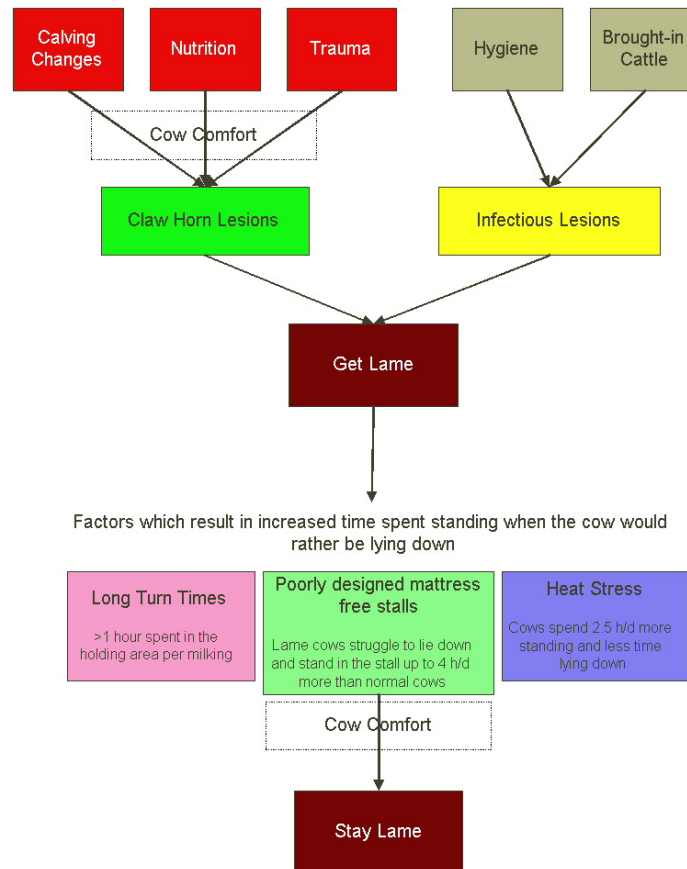 Calving
Changes
Nutrition
Trauma
Hygiene
Brought-in
Cattle
Cow Comfort
Claw Horn Lesions
Infectious Lesions
Get Lame
Factors which result in increased time spent standing when the cow would
rather be lying down
Long Turn Times
>1 hour spent in the
holding area per milking
Poorly designed mattress
free stalls
Lame cows struggle to lie down
and stand in the stall up to 4 h/d
more than normal cows
Heat Stress
Cows spend 2.5 h/d more
standing and less time
lying down
Cow Comfort
Stay Lame